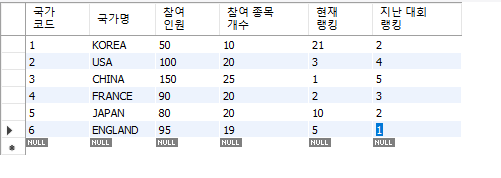 국가 코드 국가명 참여 인원 참여 종목 개수 현재 랭킹 지난 대회 랭킹
1 KOREA 50 10 21 2
2 USA 100 20 3 4
3 CHINA 150 25 1 5
4 FRANCE 90 20 2 3
5 JAPAN 80 20 10 2
6 ENGLAND 95 19 5 1
NULL NULL NULL NULL NULL NULL